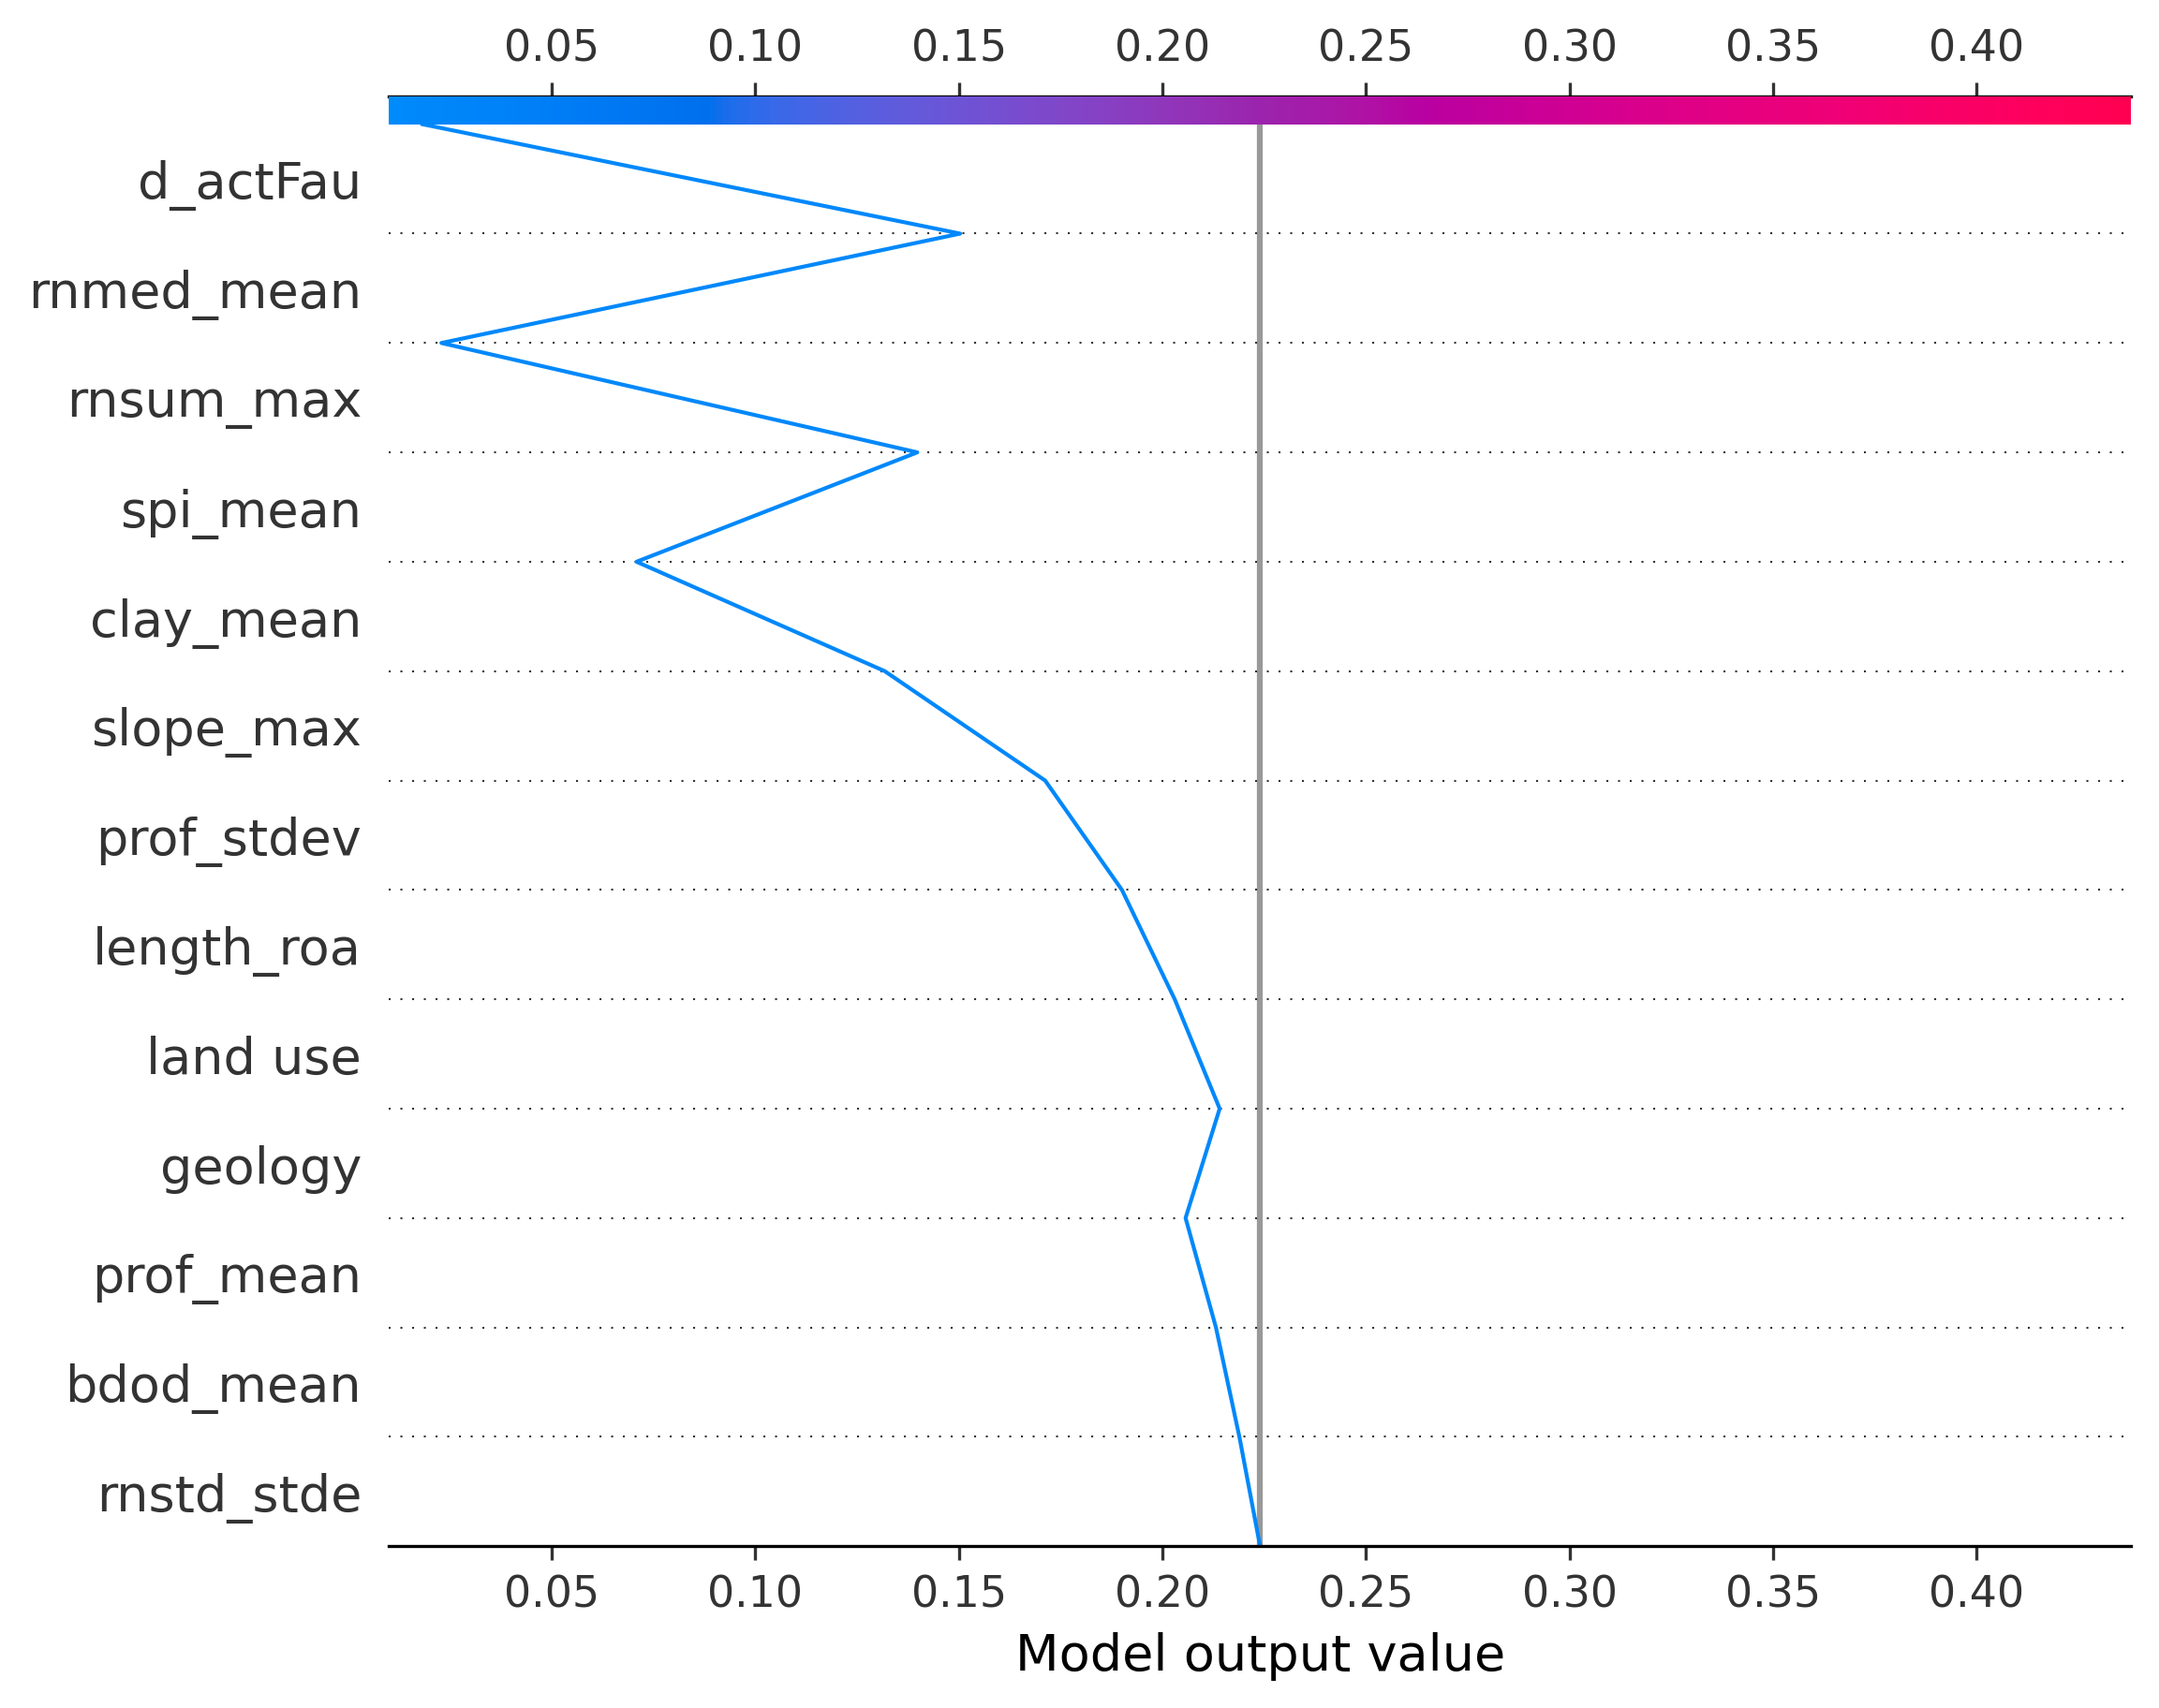 0.05 0.10 0.15 0.20 0.25 0.30 0.35 0.40
d_actFau
rnmed_mean
rnsum_max
spi_mean
clay_mean
slope_max
prof_stdev
length_roa
land use
geology
prof_mean
bdod_mean
rnstd_stde
0.05 0.10 0.15 0.20 0.25 0.30 0.35 0.40
Model output value